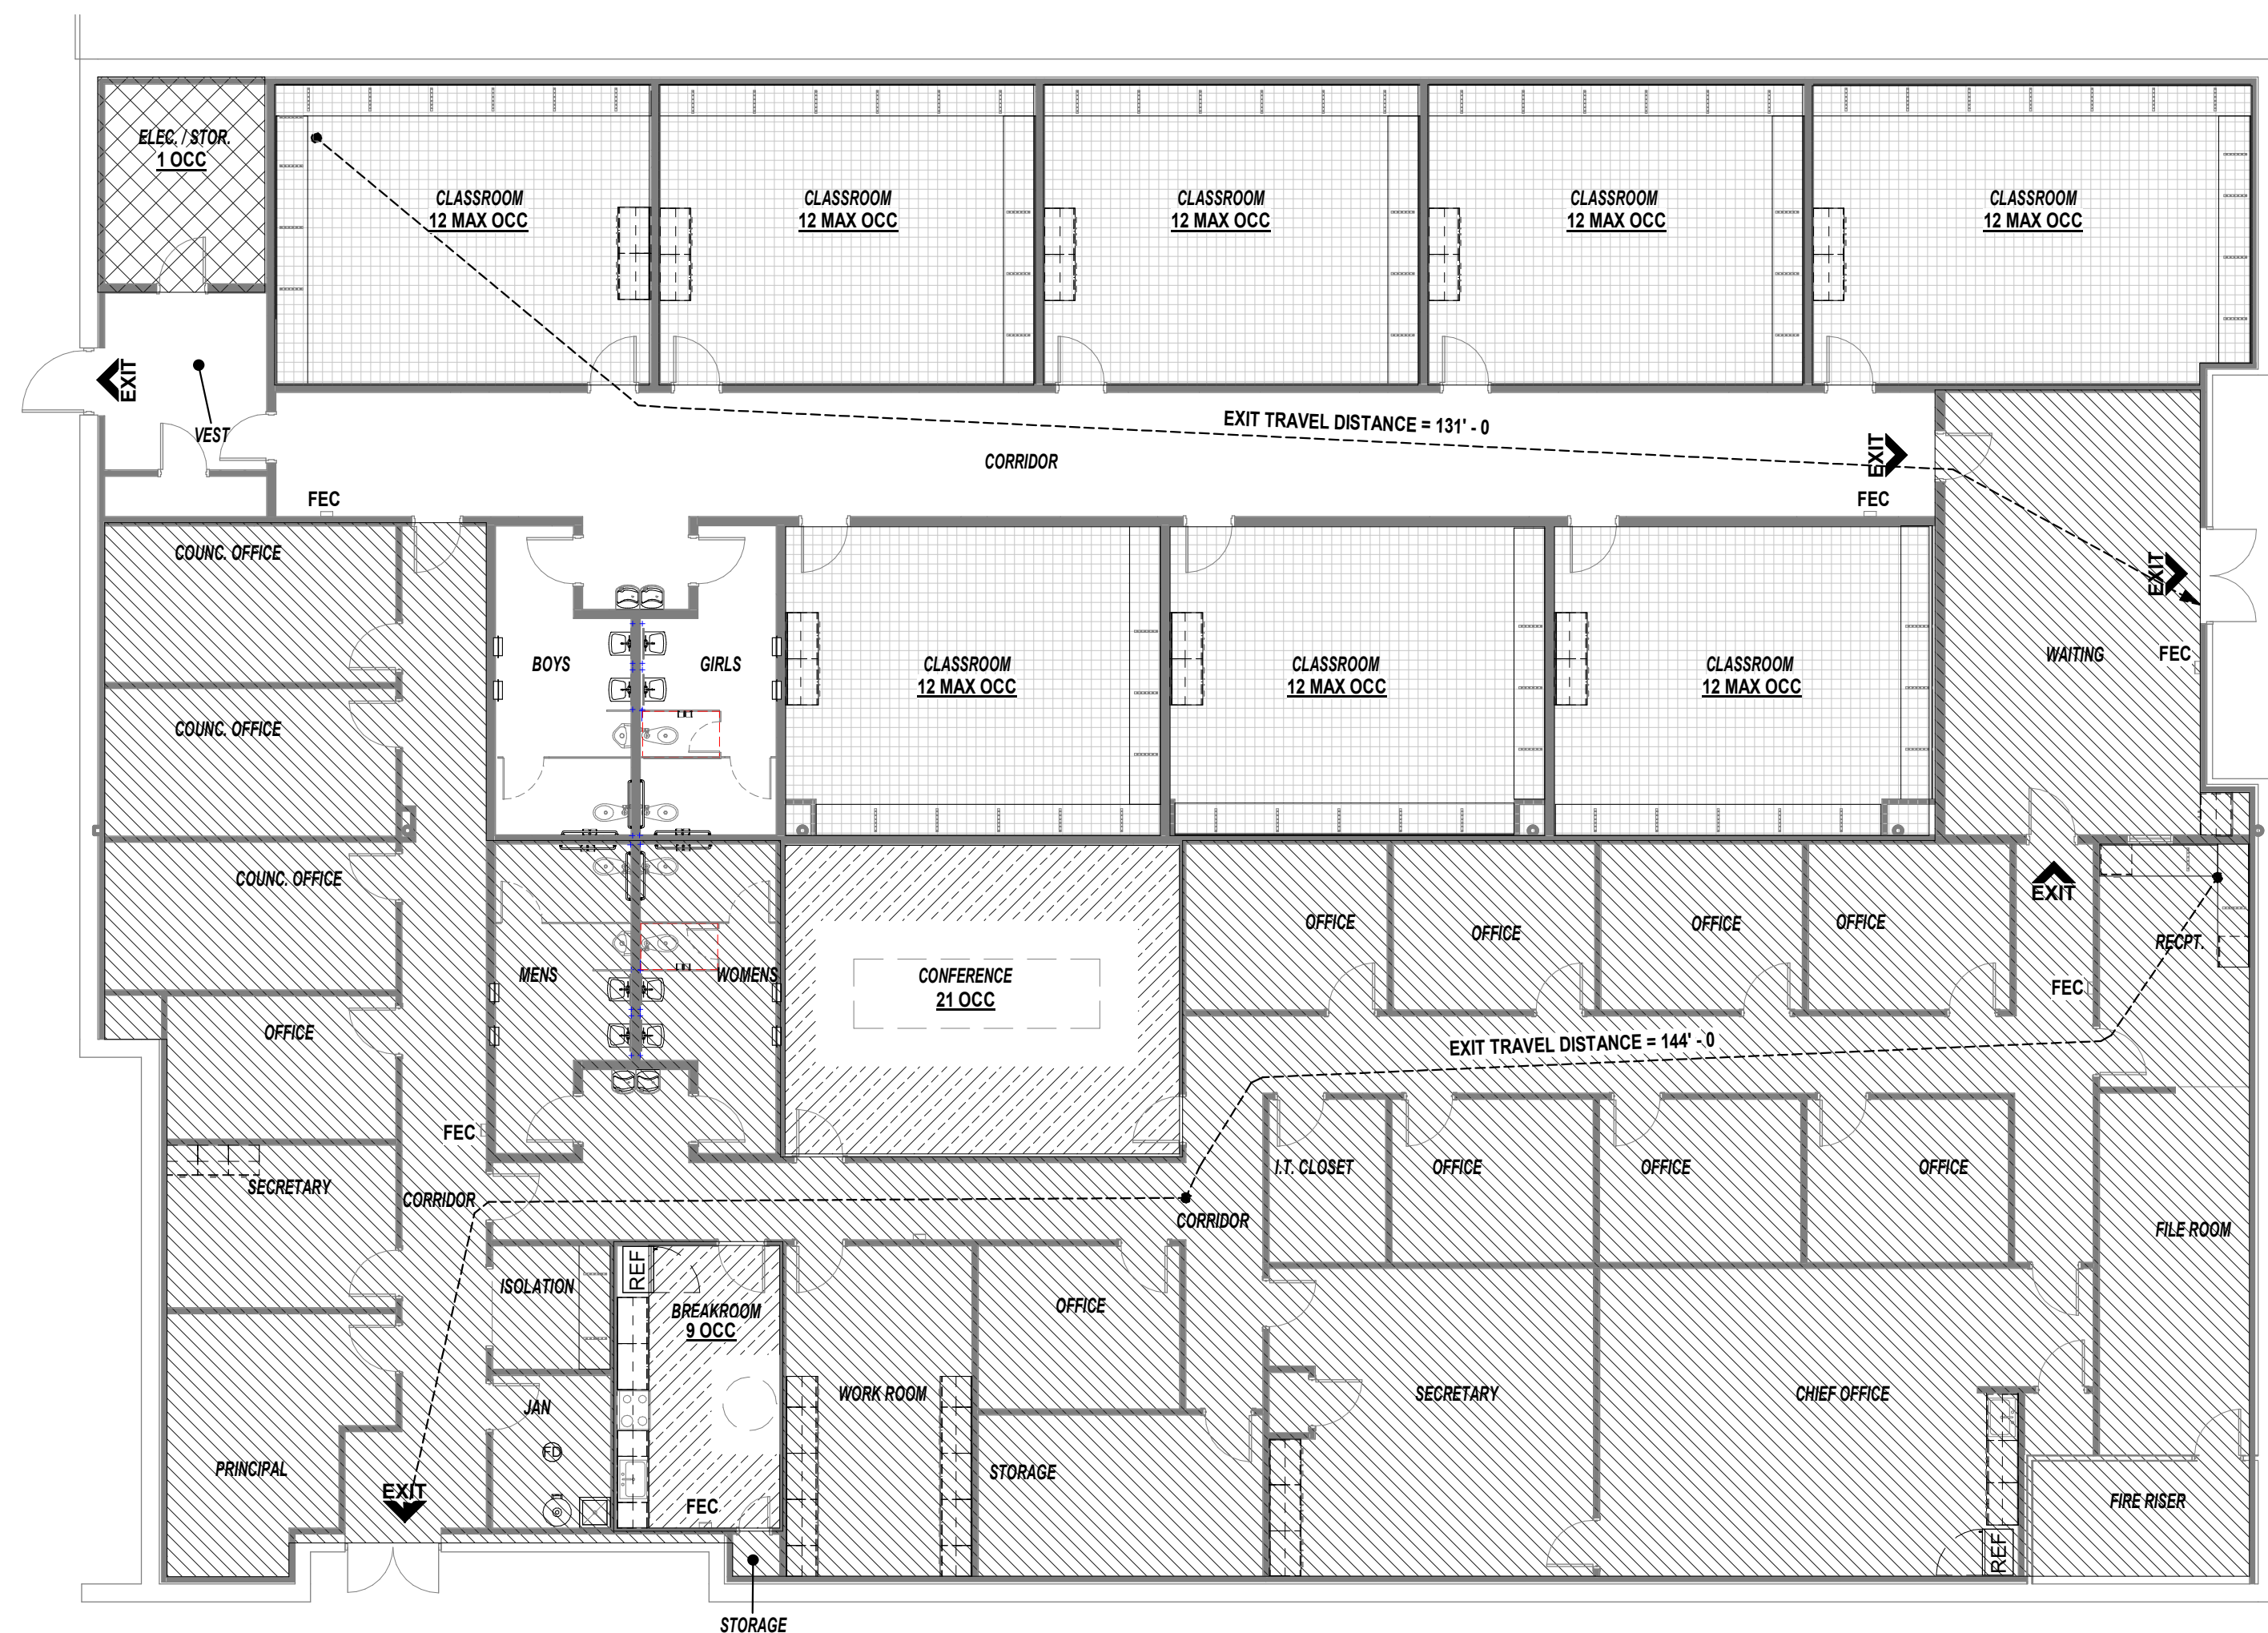 ELEC. / STOR.
1 OCC
CLASSROOM
12 MAX OCC
CLASSROOM
12 MAX OCC
CLASSROOM
12 MAX OCC
CLASSROOM
12 MAX OCC
CLASSROOM
12 MAX OCC
EXIT
VEST
EXIT TRAVEL DISTANCE = 131' - 0
CORRIDOR
EXIT
FEC
FEC
COUNC. OFFICE
EXIT
BOYS
GIRLS
CLASSROOM
12 MAX OCC
CLASSROOM
12 MAX OCC
CLASSROOM
12 MAX OCC
WAITING
FEC
COUNC. OFFICE
COUNC. OFFICE
EXIT
OFFICE
OFFICE
OFFICE
OFFICE
RECPT.
MENS
WOMENS
CONFERENCE
21 OCC
FEC
OFFICE
EXIT TRAVEL DISTANCE = 144' - 0
FEC
SECRETARY
CORRIDOR
I.T. CLOSET
OFFICE
OFFICE
OFFICE
CORRIDOR
FILE ROOM
ISOLATION
REF
BREAKROOM
9 OCC
OFFICE
JAN
WORK ROOM
SECRETARY
CHIEF OFFICE
FD
PRINCIPAL
STORAGE
EXIT
FEC
FIRE RISER
REF
STORAGE